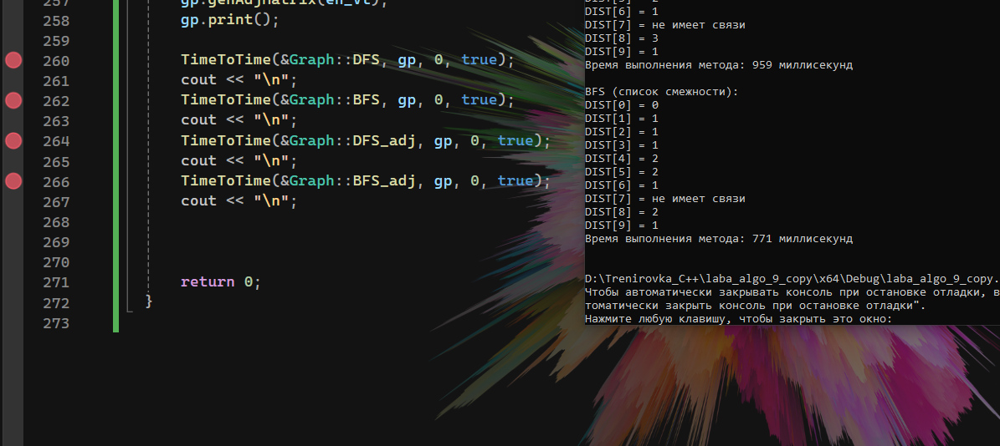 257 gp.genAdjMatrix(en_vt);
258 gp.print();
259
260 TimeToTime(&Graph::DFS, gp, 0, true);
261 cout << "\n";
262 TimeToTime(&Graph::BFS, gp, 0, true);
263 cout << "\n";
264 TimeToTime(&Graph::DFS_adj, gp, 0, true);
265 cout << "\n";
266 TimeToTime(&Graph::BFS_adj, gp, 0, true);
267 cout << "\n";
268
269
270
271 return 0;
272 }
273
DIST[6] = 1
DIST[7] = не имеет связи
DIST[8] = 3
DIST[9] = 1
Время выполнения метода: 959 миллисекунд
BFS (список смежности):
DIST[0] = 0
DIST[1] = 1
DIST[2] = 1
DIST[3] = 1
DIST[4] = 2
DIST[5] = 2
DIST[6] = 1
DIST[7] = не имеет связи
DIST[8] = 2
DIST[9] = 1
Время выполнения метода: 771 миллисекунд
D:\Trenirovka_C++\laba_algo_9_copy\x64\Debug\laba_algo_9_copy.
Чтобы автоматически закрывать консоль при остановке отладки, в
томатически закрыть консоль при остановке отладки".
Нажмите любую клавишу, чтобы закрыть это окно: